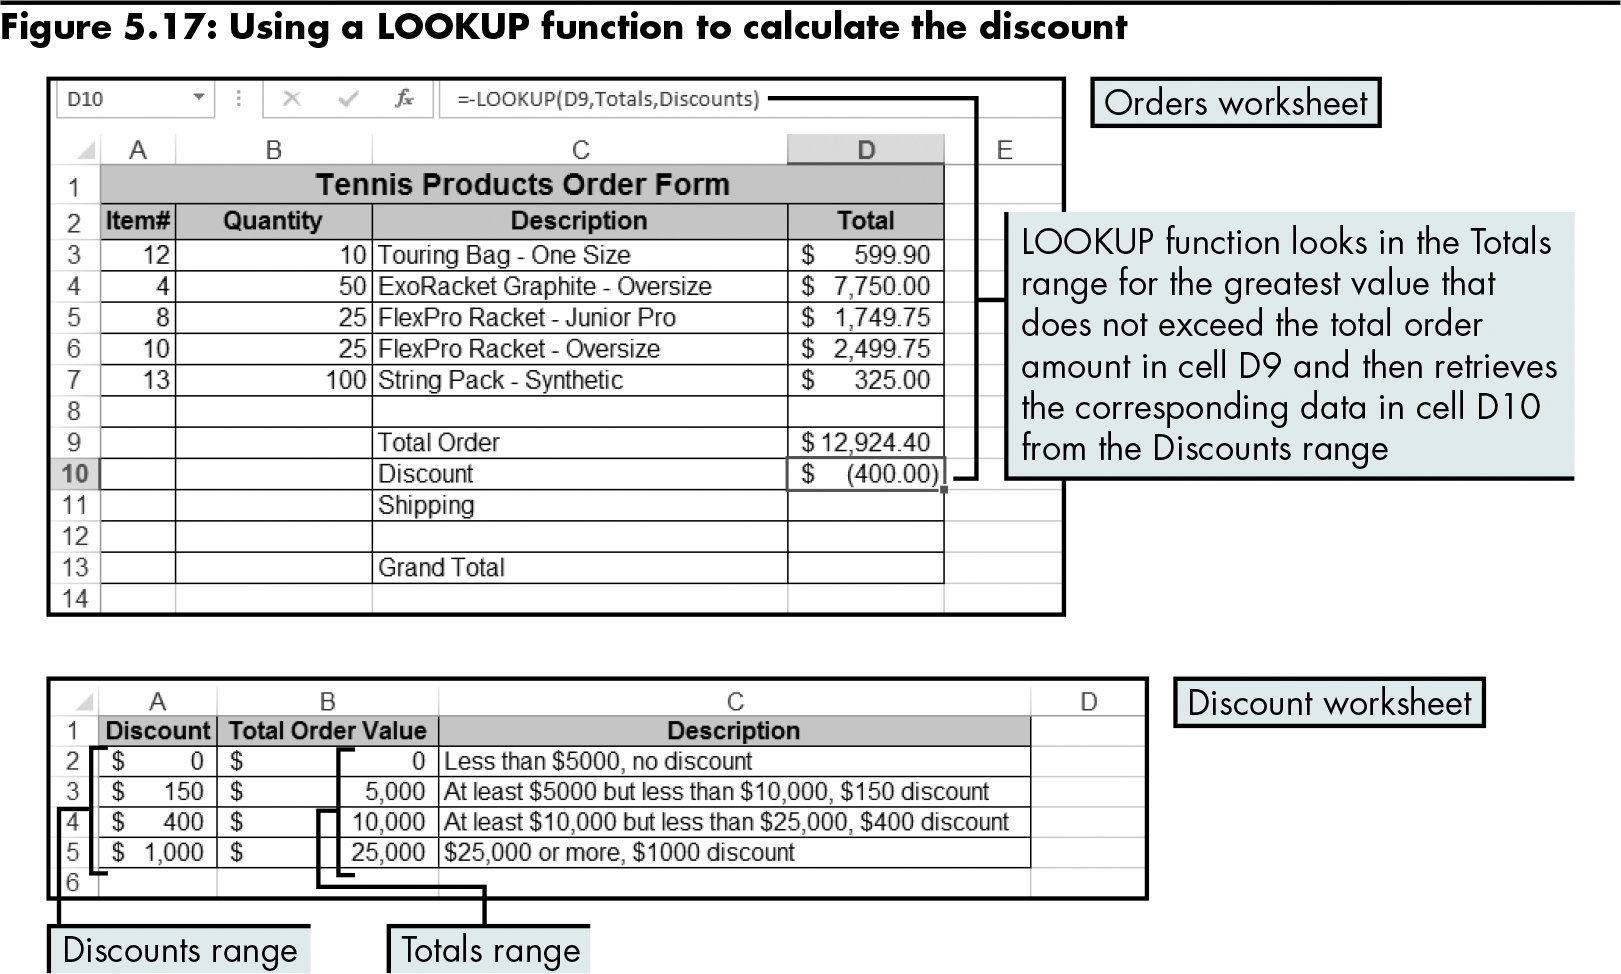 Figure 5.17: Using a LOOKUP function to calculate the discount
D10 fx =-LOOKUP(D9,Totals,Discounts)
Orders worksheet
A B C D E
1 Tennis Products Order Form
2 Item# Quantity Description Total
3 12 10 Touring Bag - One Size $ 599.90
4 4 50 ExoRacket Graphite - Oversize $ 7,750.00
5 8 25 FlexPro Racket - Junior Pro $ 1,749.75
6 10 25 FlexPro Racket - Oversize $ 2,499.75
7 13 100 String Pack - Synthetic $ 325.00
8
9 Total Order $ 12,924.40
10 Discount $ (400.00)
11 Shipping
12
13 Grand Total
14
LOOKUP function looks in the Totals
range for the greatest value that
does not exceed the total order
amount in cell D9 and then retrieves
the corresponding data in cell D10
from the Discounts range
Discount worksheet
A B C D
1 Discount Total Order Value Description
2 $ 0 $ 0 Less than $5000, no discount
3 $ 150 $ 5,000 At least $5000 but less than $10,000, $150 discount
4 $ 400 $ 10,000 At least $10,000 but less than $25,000, $400 discount
5 $ 1,000 $ 25,000 $25,000 or more, $1000 discount
6
Discounts range
Totals range